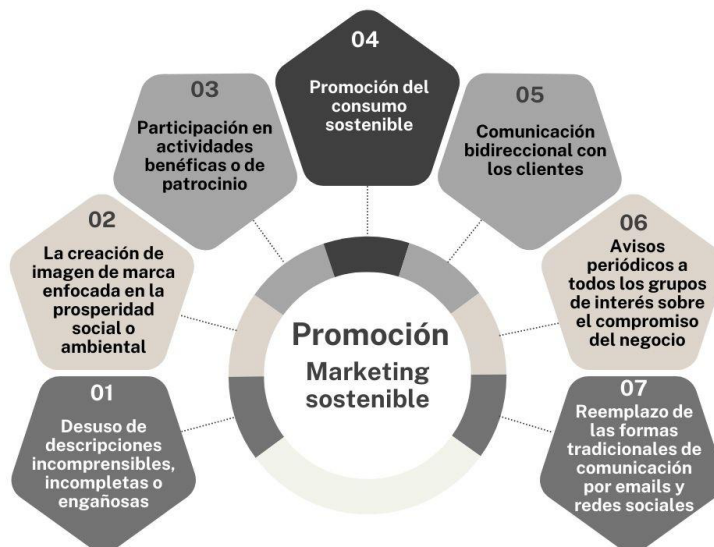 04
Promoción del
consumo
sostenible
03
Participación en
actividades
benéficas o de
patrocinio
05
Comunicación
bidireccional con
los clientes
02
La creación de
imagen de marca
enfocada en la
prosperidad
social o
ambiental
06
Avisos
periódicos a
todos los grupos
de interés sobre
el compromiso
del negocio
Promoción
Marketing
sostenible
01
Desuso de
descripciones
incomprensibles,
incompletas o
engañosas
07
Reemplazo de
las formas
tradicionales de
comunicación
por emails y
redes sociales